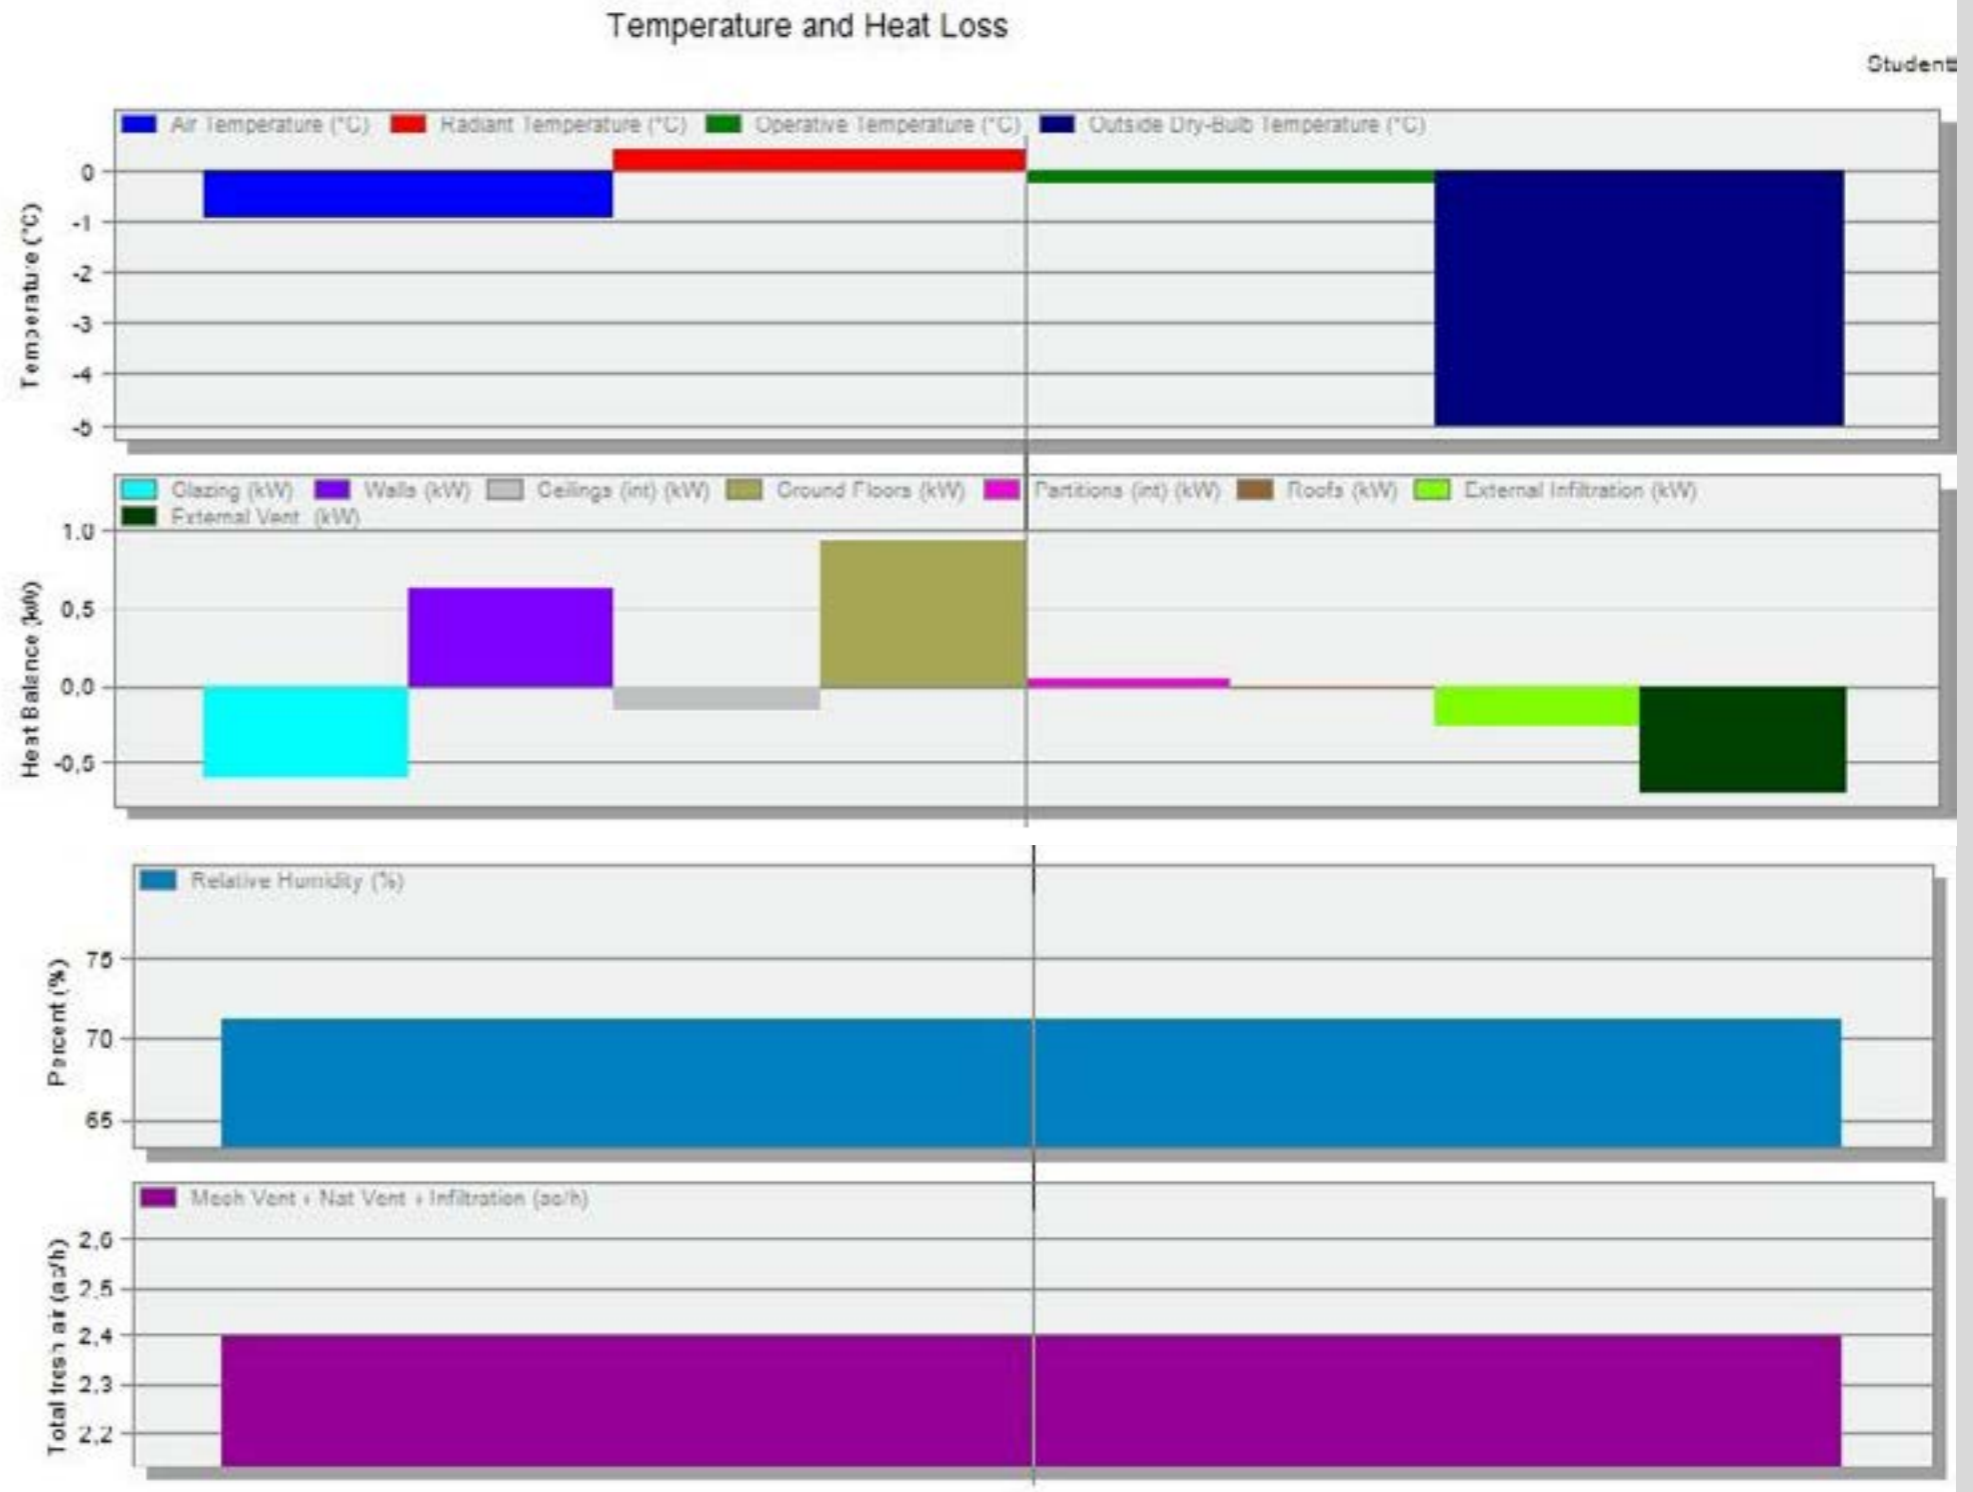 Temperature and Heat Loss
Student
Air Temperature (°C) Radiant Temperature (°C) Operative Temperature (°C) Outside Dry-Bulb Temperature (°C)
Temperature (°C)
0
-1
-2
-3
-4
-5
Glazing (kW) Walls (kW) Ceilings (int) (kW) Ground Floors (kW) Partitions (int) (kW) Roofs (kW) External Infiltration (kW)
External Vent. (kW)
Heat Balance (kW)
1.0
0.5
0.0
-0.5
Relative Humidity (%)
Percent (%)
75
70
65
Mech Vent + Nat Vent + Infiltration (ac/h)
Total fresh air (ac/h)
2.6
2.5
2.4
2.3
2.2